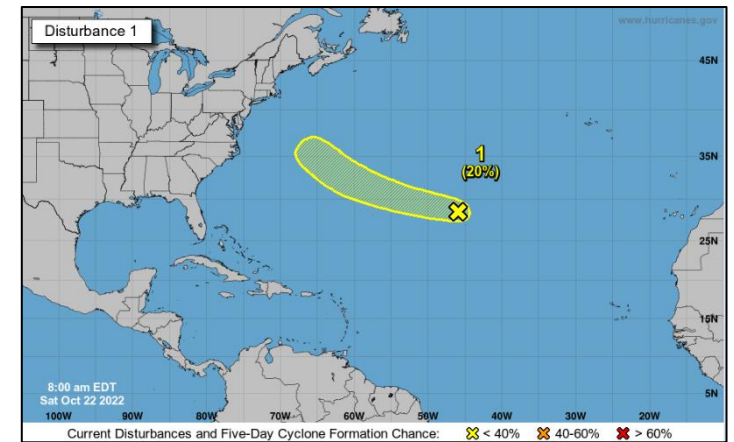 Disturbance 1
www.hurricanes.gov
45N
1
(20%)
35N
25N
15N
8:00 am EDT
Sat Oct 22 2022
5N
100W 90W 80W 70W 60W 50W 40W 30W 20W
Current Disturbances and Five-Day Cyclone Formation Chance: < 40% 40-60% > 60%